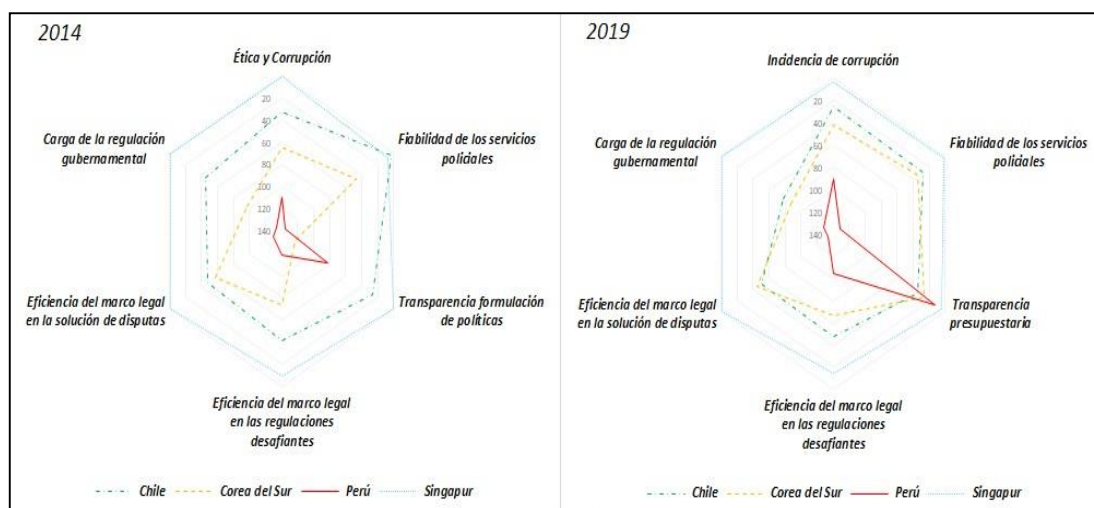 2014
Ética y Corrupción
20
40
60
80
100
120
140
Carga de la regulación
gubernamental
Fiabilidad de los servicios
policiales
Eficiencia del marco legal
en la solución de disputas
Transparencia formulación
de políticas
Eficiencia del marco legal
en las regulaciones
desafiantes
Chile
Corea del Sur
Perú
Singapur
2019
Incidencia de corrupción
20
40
60
80
100
120
140
Carga de la regulación
gubernamental
Fiabilidad de los servicios
policiales
Eficiencia del marco legal
en la solución de disputas
Transparencia
presupuestaria
Eficiencia del marco legal
en las regulaciones
desafiantes
Chile
Corea del Sur
Perú
Singapur